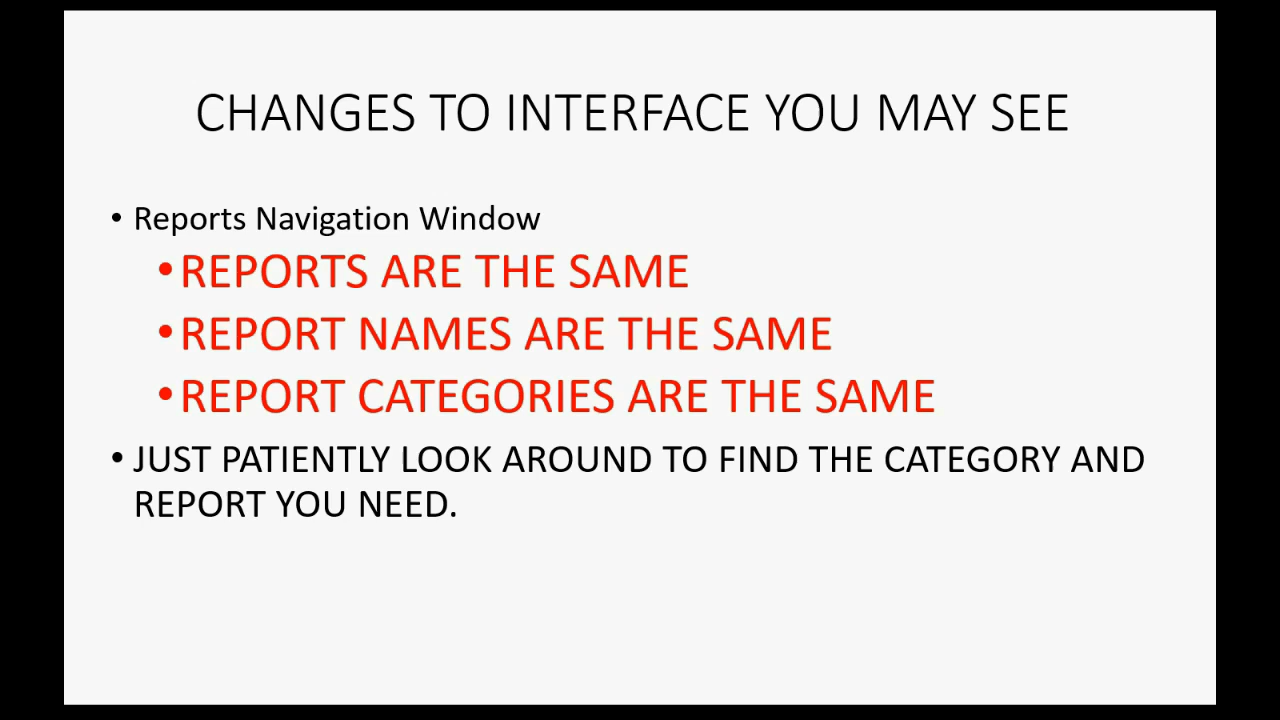 CHANGES TO INTERFACE YOU MAY SEE
• Reports Navigation Window
• REPORTS ARE THE SAME
• REPORT NAMES ARE THE SAME
• REPORT CATEGORIES ARE THE SAME
• JUST PATIENTLY LOOK AROUND TO FIND THE CATEGORY AND
REPORT YOU NEED.